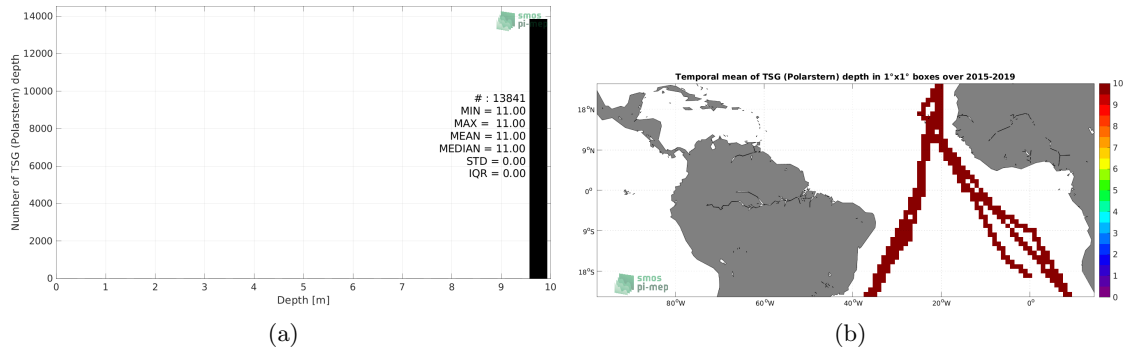 14000
12000
10000
8000
6000
4000
2000
0
Number of TSG (Polarstern) depth
smos
pi-mep
# : 13841
MIN = 11.00
MAX = 11.00
MEAN = 11.00
MEDIAN = 11.00
STD = 0.00
IQR = 0.00
0 1 2 3 4 5 6 7 8 9 10
Depth [m]
(a)
Temporal mean of TSG (Polarstern) depth in 1°x1° boxes over 2015-2019
18°N
9°N
0°
9°S
18°S
smos
pi-mep
80°W 60°W 40°W 20°W 0°
10
9
8
7
6
5
4
3
2
1
0
(b)